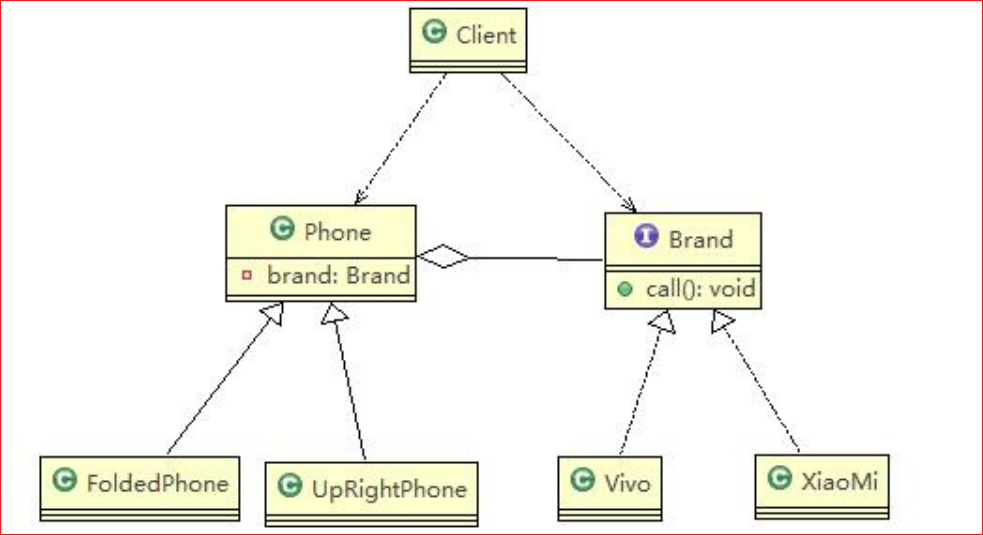 C Client
C Phone
brand: Brand
I Brand
call(): void
C FoldedPhone
C UpRightPhone
C Vivo
C XiaoMi